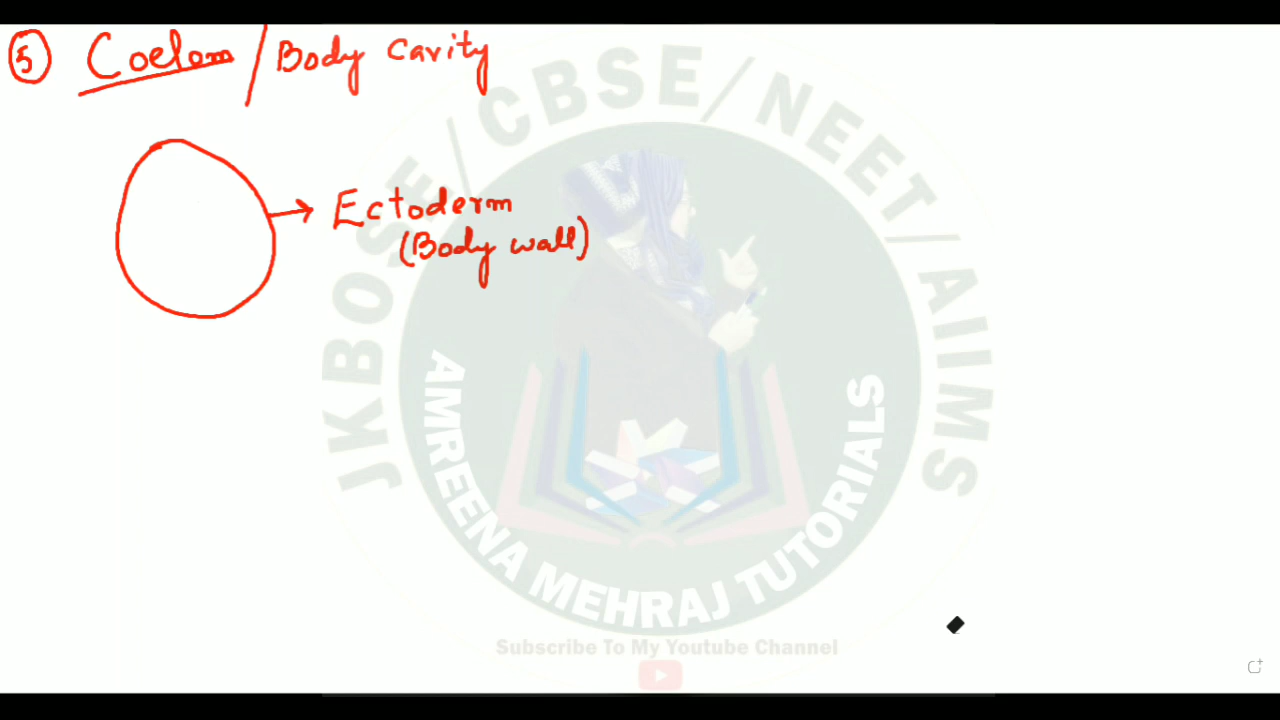 5 Coelom / Body Cavity
Ectoderm
(Body wall)
JKBOSE/CBSE/NEET/AIIMS
AMREENA MEHRAJ TUTORIALS
Subscribe To My Youtube Channel